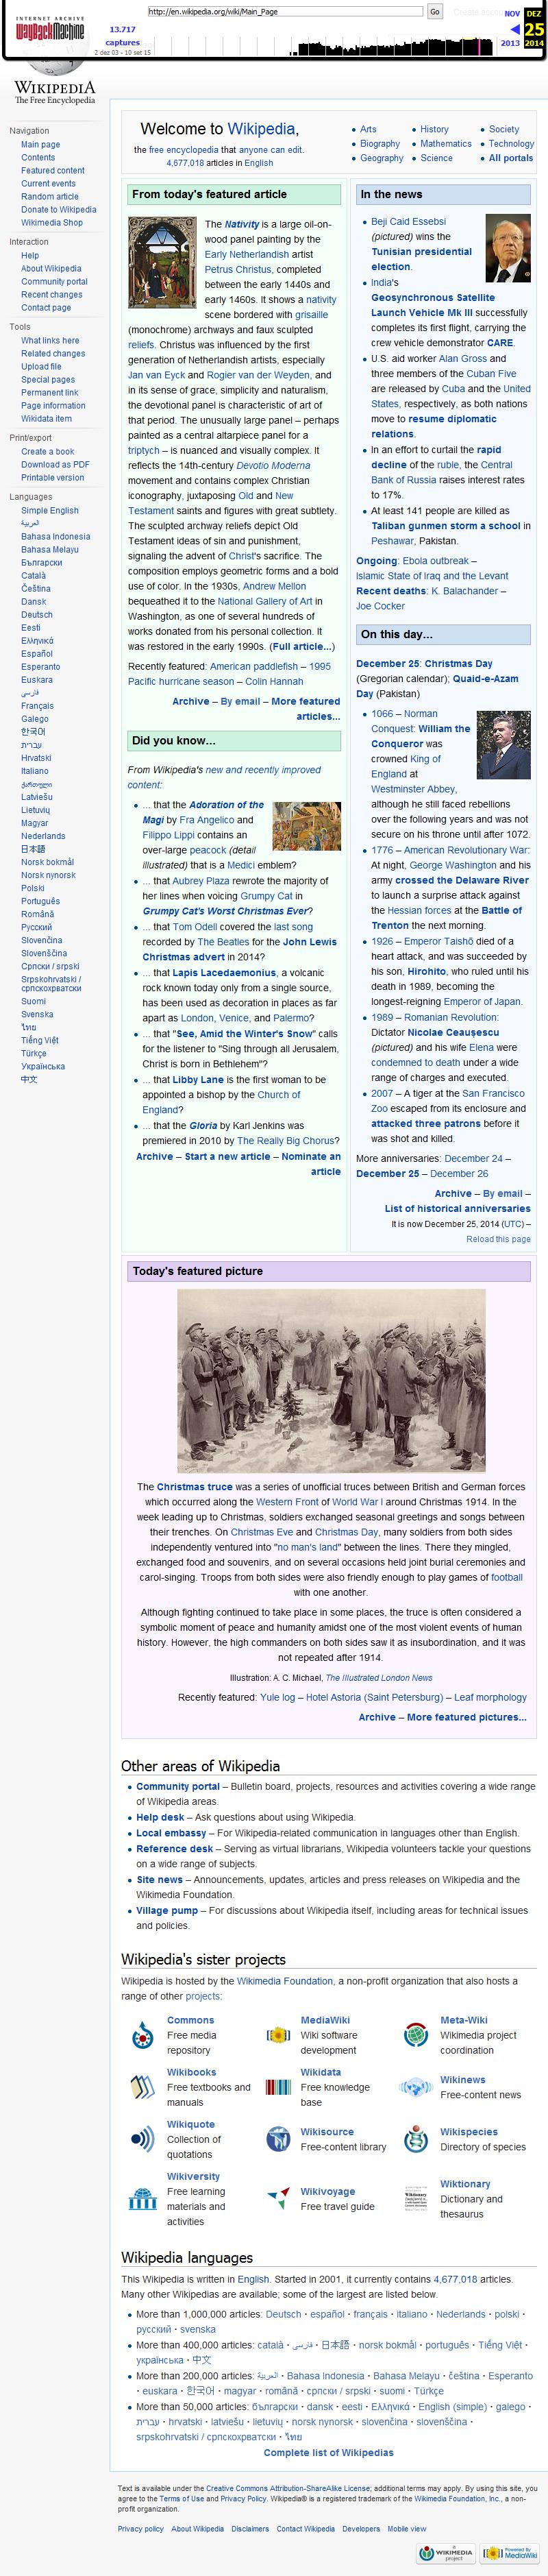 INTERNET ARCHIVE
WayBackMachine
http://en.wikipedia.org/wiki/Main_Page
Go
13.717
captures
2 dez 03 - 10 set 15
NOV
DEZ
25
2013
2014
WIKIPEDIA
The Free Encyclopedia
Navigation
Main page
Contents
Featured content
Current events
Random article
Donate to Wikipedia
Wikimedia Shop
Interaction
Help
About Wikipedia
Community portal
Recent changes
Contact page
Tools
What links here
Related changes
Upload file
Special pages
Permanent link
Page information
Wikidata item
Print/export
Create a book
Download as PDF
Printable version
Languages
Simple English
العربية
Bahasa Indonesia
Bahasa Melayu
Български
Català
Čeština
Dansk
Deutsch
Eesti
Ελληνικά
Español
Esperanto
Euskara
فارسی
Français
Galego
한국어
עברית
Hrvatski
Italiano
ქართული
Latviešu
Lietuvių
Magyar
Nederlands
日本語
Norsk bokmål
Norsk nynorsk
Polski
Português
Română
Русский
Slovenčina
Slovenščina
Српски / srpski
Srpskohrvatski /
српскохрватски
Suomi
Svenska
ไทย
Tiếng Việt
Türkçe
Українська
中文
Welcome to Wikipedia,
the free encyclopedia that anyone can edit.
4,677,018 articles in English
Arts
Biography
Geography
History
Mathematics
Science
Society
Technology
All portals
From today's featured article
The Nativity is a large oil-on-
wood panel painting by the
Early Netherlandish artist
Petrus Christus, completed
between the early 1440s and
early 1460s. It shows a nativity
scene bordered with grisaille
(monochrome) archways and faux sculpted
reliefs. Christus was influenced by the first
generation of Netherlandish artists, especially
Jan van Eyck and Rogier van der Weyden, and
in its sense of grace, simplicity and naturalism,
the devotional panel is characteristic of art of
that period. The unusually large panel – perhaps
painted as a central altarpiece panel for a
triptych – is nuanced and visually complex. It
reflects the 14th-century Devotio Moderna
movement and contains complex Christian
iconography, juxtaposing Old and New
Testament saints and figures with great subtlety.
The sculpted archway reliefs depict Old
Testament ideas of sin and punishment,
signaling the advent of Christ's sacrifice. The
composition employs geometric forms and a bold
use of color. In the 1930s, Andrew Mellon
bequeathed it to the National Gallery of Art in
Washington, as one of several hundreds of
works donated from his personal collection. It
was restored in the early 1990s. (Full article...)
Recently featured: American paddlefish – 1995
Pacific hurricane season – Colin Hannah
Archive – By email – More featured
articles...
Did you know...
From Wikipedia's new and recently improved
content:
... that the Adoration of the
Magi by Fra Angelico and
Filippo Lippi contains an
over-large peacock (detail
illustrated) that is a Medici emblem?
... that Aubrey Plaza rewrote the majority of
her lines when voicing Grumpy Cat in
Grumpy Cat's Worst Christmas Ever?
... that Tom Odell covered the last song
recorded by The Beatles for the John Lewis
Christmas advert in 2014?
... that Lapis Lacedaemonius, a volcanic
rock known today only from a single source,
has been used as decoration in places as far
apart as London, Venice, and Palermo?
... that "See, Amid the Winter's Snow" calls
for the listener to "Sing through all Jerusalem,
Christ is born in Bethlehem"?
... that Libby Lane is the first woman to be
appointed a bishop by the Church of
England?
... that the Gloria by Karl Jenkins was
premiered in 2010 by The Really Big Chorus?
Archive – Start a new article – Nominate an
article
In the news
Beji Caid Essebsi
(pictured) wins the
Tunisian presidential
election.
India's
Geosynchronous Satellite
Launch Vehicle Mk III successfully
completes its first flight, carrying the
crew vehicle demonstrator CARE.
U.S. aid worker Alan Gross and
three members of the Cuban Five
are released by Cuba and the United
States, respectively, as both nations
move to resume diplomatic
relations.
In an effort to curtail the rapid
decline of the ruble, the Central
Bank of Russia raises interest rates
to 17%.
At least 141 people are killed as
Taliban gunmen storm a school in
Peshawar, Pakistan.
Ongoing: Ebola outbreak –
Islamic State of Iraq and the Levant
Recent deaths: K. Balachander –
Joe Cocker
On this day...
December 25: Christmas Day
(Gregorian calendar); Quaid-e-Azam
Day (Pakistan)
1066 – Norman
Conquest: William the
Conqueror was
crowned King of
England at
Westminster Abbey,
although he still faced rebellions
over the following years and was not
secure on his throne until after 1072.
1776 – American Revolutionary War:
At night, George Washington and his
army crossed the Delaware River
to launch a surprise attack against
the Hessian forces at the Battle of
Trenton the next morning.
1926 – Emperor Taishō died of a
heart attack, and was succeeded by
his son, Hirohito, who ruled until his
death in 1989, becoming the
longest-reigning Emperor of Japan.
1989 – Romanian Revolution:
Dictator Nicolae Ceaușescu
(pictured) and his wife Elena were
condemned to death under a wide
range of charges and executed.
2007 – A tiger at the San Francisco
Zoo escaped from its enclosure and
attacked three patrons before it
was shot and killed.
More anniversaries: December 24 –
December 25 – December 26
Archive – By email –
List of historical anniversaries
It is now December 25, 2014 (UTC) –
Reload this page
Today's featured picture
The Christmas truce was a series of unofficial truces between British and German forces
which occurred along the Western Front of World War I around Christmas 1914. In the
week leading up to Christmas, soldiers exchanged seasonal greetings and songs between
their trenches. On Christmas Eve and Christmas Day, many soldiers from both sides
independently ventured into "no man's land" between the lines. There they mingled,
exchanged food and souvenirs, and on several occasions held joint burial ceremonies and
carol-singing. Troops from both sides were also friendly enough to play games of football
with one another.
Although fighting continued to take place in some places, the truce is often considered a
symbolic moment of peace and humanity amidst one of the most violent events of human
history. However, the high commanders on both sides saw it as insubordination, and it was
not repeated after 1914.
Illustration: A. C. Michael, The Illustrated London News
Recently featured: Yule log – Hotel Astoria (Saint Petersburg) – Leaf morphology
Archive – More featured pictures...
Other areas of Wikipedia
Community portal – Bulletin board, projects, resources and activities covering a wide range
of Wikipedia areas.
Help desk – Ask questions about using Wikipedia.
Local embassy – For Wikipedia-related communication in languages other than English.
Reference desk – Serving as virtual librarians, Wikipedia volunteers tackle your questions
on a wide range of subjects.
Site news – Announcements, updates, articles and press releases on Wikipedia and the
Wikimedia Foundation.
Village pump – For discussions about Wikipedia itself, including areas for technical issues
and policies.
Wikipedia's sister projects
Wikipedia is hosted by the Wikimedia Foundation, a non-profit organization that also hosts a
range of other projects:
Commons
Free media
repository
MediaWiki
Wiki software
development
Meta-Wiki
Wikimedia project
coordination
Wikibooks
Free textbooks and
manuals
Wikidata
Free knowledge
base
Wikinews
Free-content news
Wikiquote
Collection of
quotations
Wikisource
Free-content library
Wikispecies
Directory of species
Wikiversity
Free learning
materials and
activities
Wikivoyage
Free travel guide
Wiktionary
Dictionary and
thesaurus
Wikipedia languages
This Wikipedia is written in English. Started in 2001, it currently contains 4,677,018 articles.
Many other Wikipedias are available; some of the largest are listed below.
More than 1,000,000 articles: Deutsch · español · français · italiano · Nederlands · polski ·
русский · svenska
More than 400,000 articles: català · فارسی · 日本語 · norsk bokmål · português · Tiếng Việt ·
українська · 中文
More than 200,000 articles: العربية · Bahasa Indonesia · Bahasa Melayu · čeština · Esperanto
· euskara · 한국어 · magyar · română · српски / srpski · suomi · Türkçe
More than 50,000 articles: български · dansk · eesti · Ελληνικά · English (simple) · galego ·
עברית · hrvatski · latviešu · lietuvių · norsk nynorsk · slovenčina · slovenščina ·
srpskohrvatski / српскохрватски · ไทย
Complete list of Wikipedias
Text is available under the Creative Commons Attribution-ShareAlike License; additional terms may apply. By using this site, you
agree to the Terms of Use and Privacy Policy. Wikipedia® is a registered trademark of the Wikimedia Foundation, Inc., a non-
profit organization.
Privacy policy About Wikipedia Disclaimers Contact Wikipedia Developers Mobile view
WIKIMEDIA
project
Powered By
MediaWiki